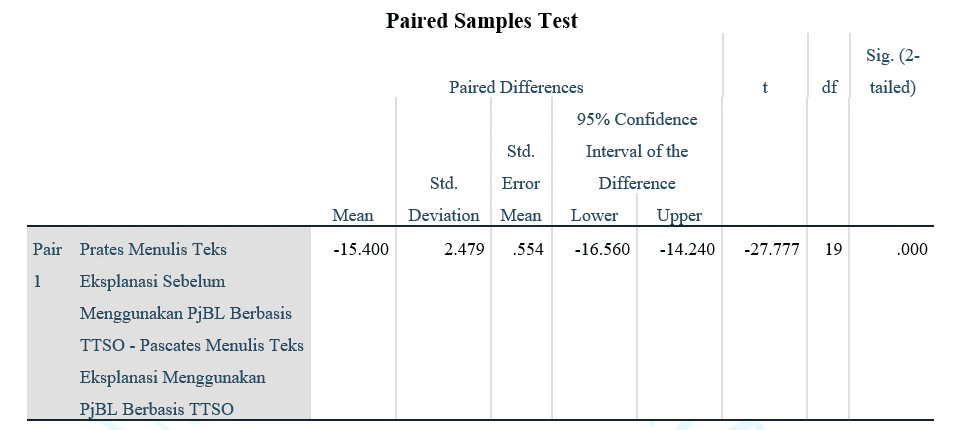 Paired Samples Test
Paired Differences t df Sig. (2-tailed)
95% Confidence Interval of the Difference
Mean Std. Deviation Std. Error Mean Lower Upper
Pair 1 Prates Menulis Teks -15.400 2.479 .554 -16.560 -14.240 -27.777 19 .000
Eksplanasi Sebelum
Menggunakan PjBL Berbasis
TTSO - Pascates Menulis Teks
Eksplanasi Menggunakan
PjBL Berbasis TTSO